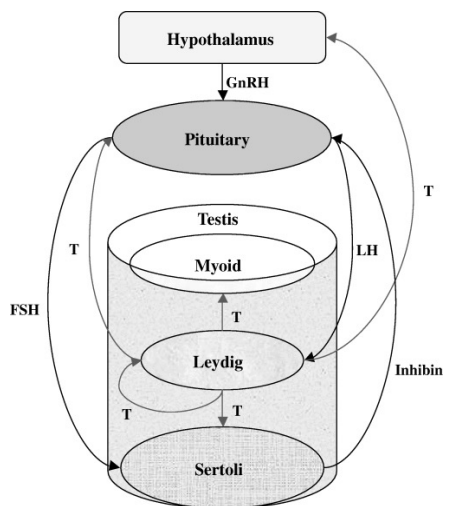 Hypothalamus
GnRH
Pituitary
Testis
T
T
Myoid
LH
FSH
T
Leydig
Inhibin
T
T
Sertoli